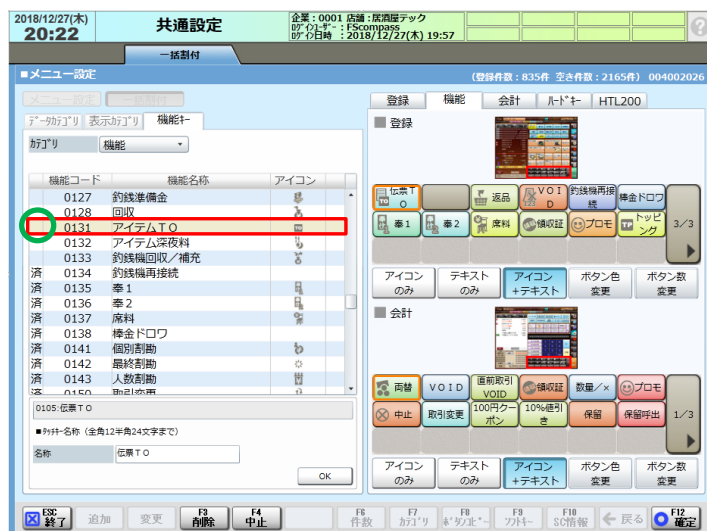 2018/12/27(木)
20:22
共通設定
企業：0001 店舗：居酒屋テック
ﾛｸﾞｲﾝﾕｰｻﾞｰ：FScompass
ﾛｸﾞｲﾝ日時 ：2018/12/27(木) 19:57
一括割付
■メニュー設定
(登録件数：835件 空き件数：2165件) 004002026
メニュー設定 一括割付
ﾃﾞｰﾀｶﾃｺﾞﾘ 表示ｶﾃｺﾞﾘ 機能ｷｰ
ｶﾃｺﾞﾘ 機能
機能コード 機能名称 アイコン
0127 釣銭準備金
0128 回収
0131 アイテムＴＯ
0132 アイテム深夜料
0133 釣銭機回収／補充
済 0134 釣銭機再接続
済 0135 奉１
済 0136 奉２
済 0137 席料
済 0138 棒金ドロワ
済 0141 個別割勘
済 0142 最終割勘
済 0143 人数割勘
済 0150 取引変更
0105:伝票ＴＯ
■ﾀｯﾁｷｰ名称（全角12半角24文字まで）
名称 伝票ＴＯ
OK
登録 機能 会計 ﾊｰﾄﾞｷｰ HTL200
■ 登録
伝票ＴＯ 返品 ＶＯＩＤ 釣銭機再接続 棒金ドロワ
奉１ 奉２ 席料 領収証 プロモ トッピング 3/3
アイコンのみ テキストのみ アイコン+テキスト ボタン色変更 ボタン数変更
■ 会計
両替 ＶＯＩＤ 直前取引VOID 領収証 数量／× プロモ
中止 取引変更 100円クーポン 10%値引き 保留 保留呼出 1/3
アイコンのみ テキストのみ アイコン+テキスト ボタン色変更 ボタン数変更
ESC 終了 追加 変更 F3 削除 F4 中止 F6 件数 F7 ｶﾃｺﾞﾘ F8 ﾎﾞﾀﾝｺﾋﾟｰ F9 ｿﾌﾄｷｰ F10 SC情報 戻る F12 確定